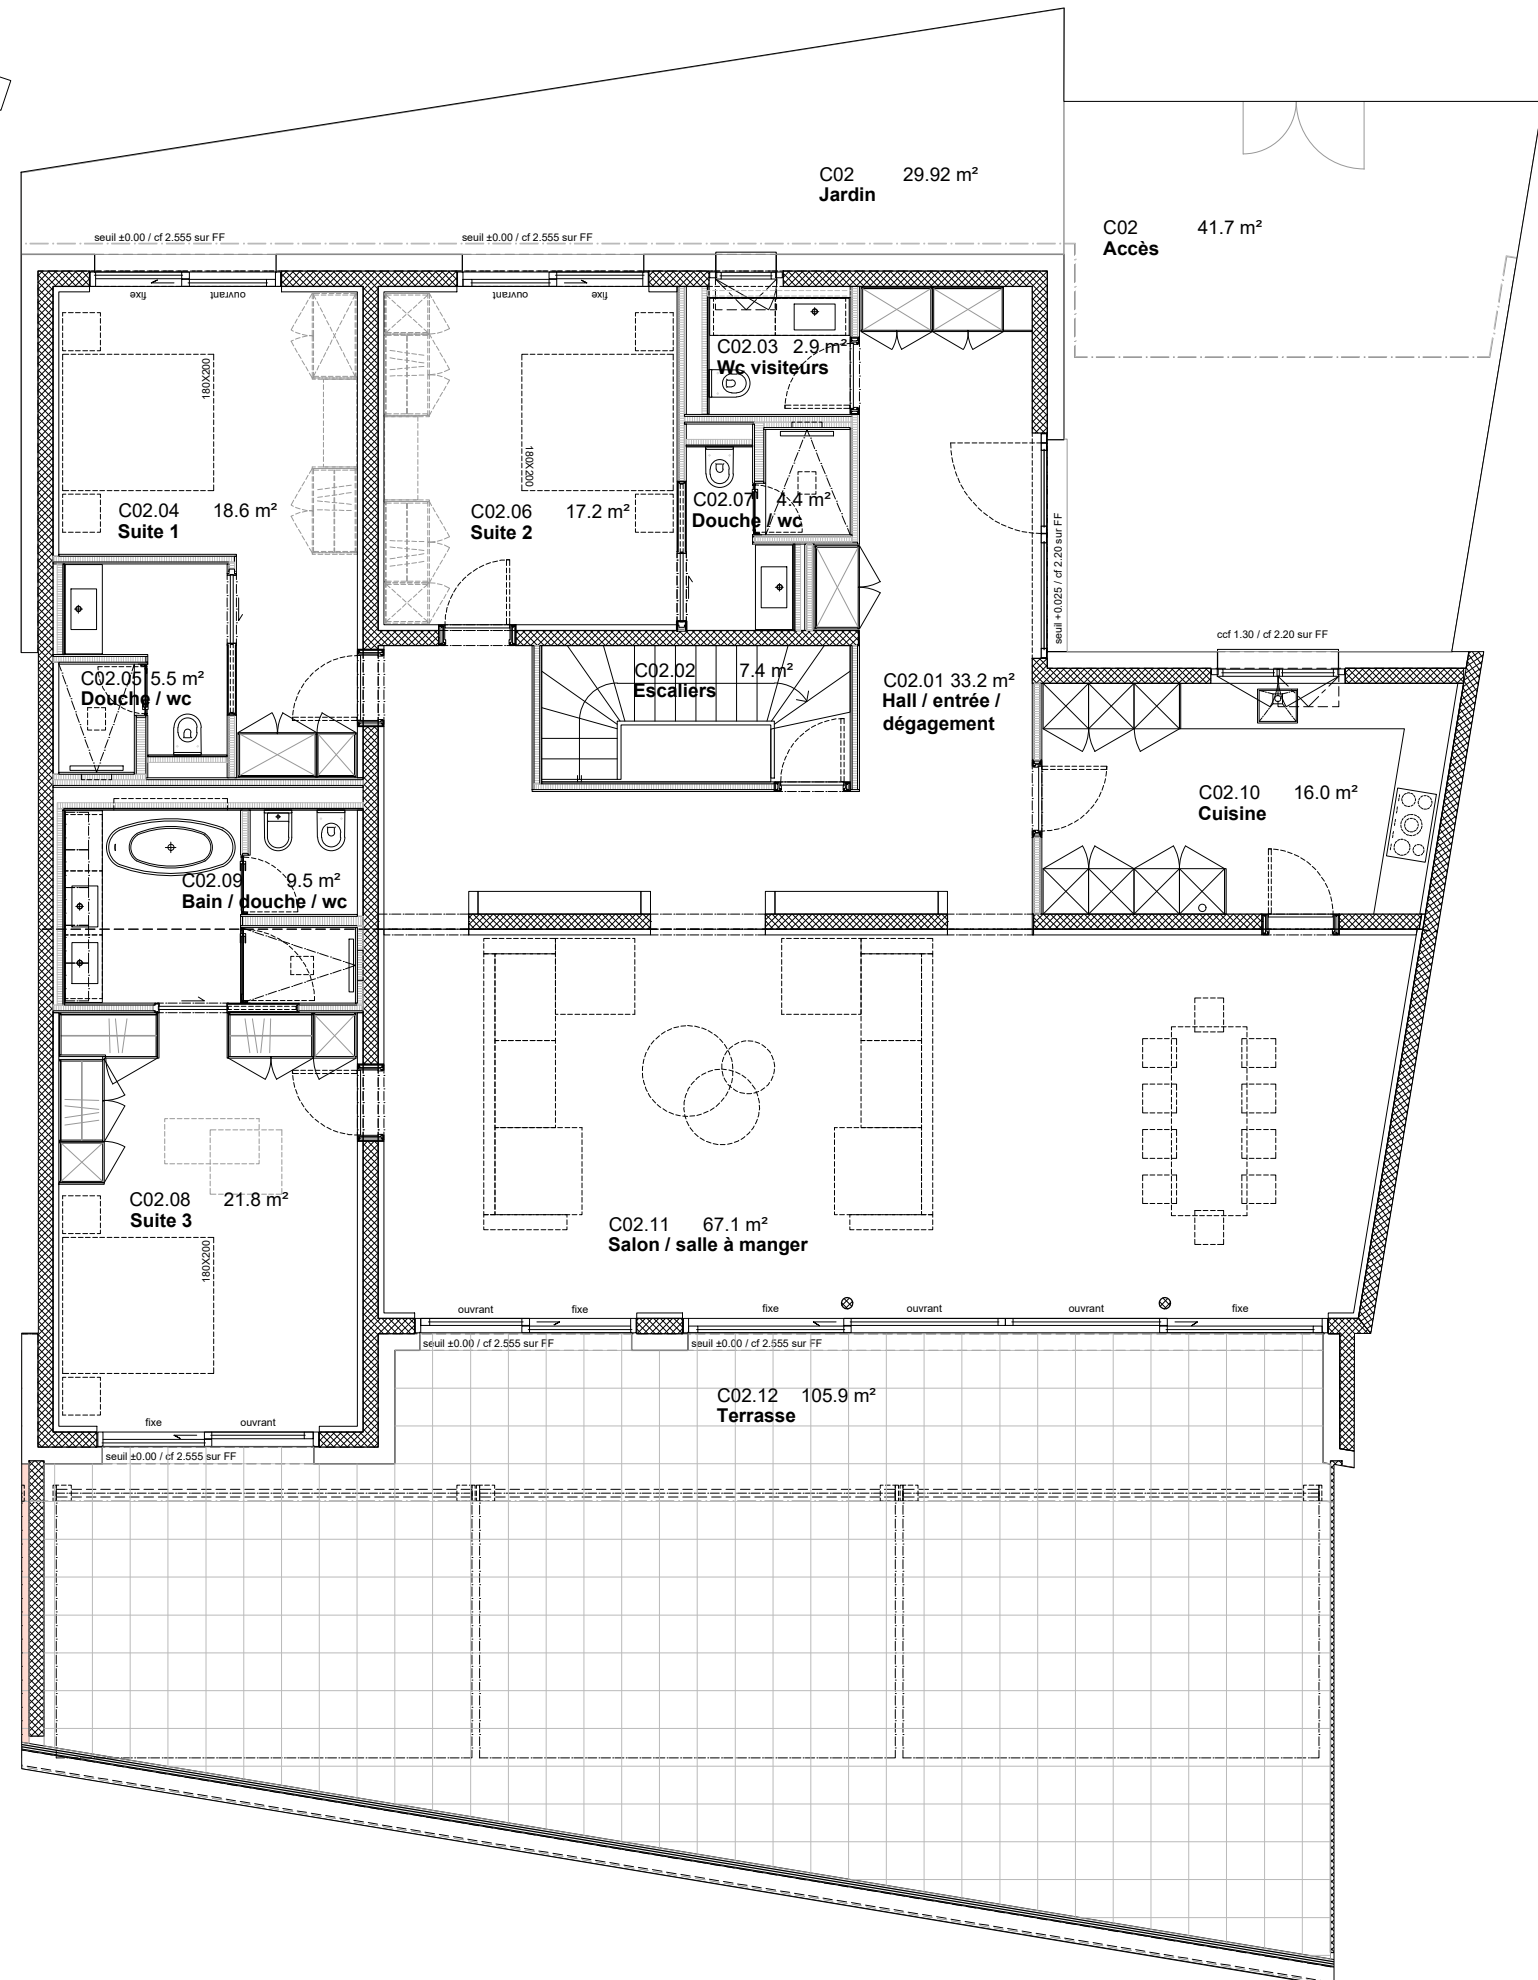 C02 29.92 m²
Jardin
C02 41.7 m²
Accès
seuil ±0.00 / cf 2.555 sur FF
seuil ±0.00 / cf 2.555 sur FF
fixe
ouvrant
ouvrant
fixe
C02.03 2.9 m²
Wc visiteurs
180X200
180X200
C02.04 18.6 m²
Suite 1
C02.06 17.2 m²
Suite 2
C02.07 4.4 m²
Douche / wc
seuil +0.025 / cf 2.20 sur FF
ccf 1.30 / cf 2.20 sur FF
C02.05 5.5 m²
Douche / wc
C02.02 7.4 m²
Escaliers
C02.01 33.2 m²
Hall / entrée /
dégagement
C02.10 16.0 m²
Cuisine
C02.09 9.5 m²
Bain / douche / wc
C02.08 21.8 m²
Suite 3
180X200
C02.11 67.1 m²
Salon / salle à manger
ouvrant
fixe
fixe
ouvrant
ouvrant
fixe
seuil ±0.00 / cf 2.555 sur FF
seuil ±0.00 / cf 2.555 sur FF
C02.12 105.9 m²
Terrasse
fixe
ouvrant
seuil ±0.00 / cf 2.555 sur FF